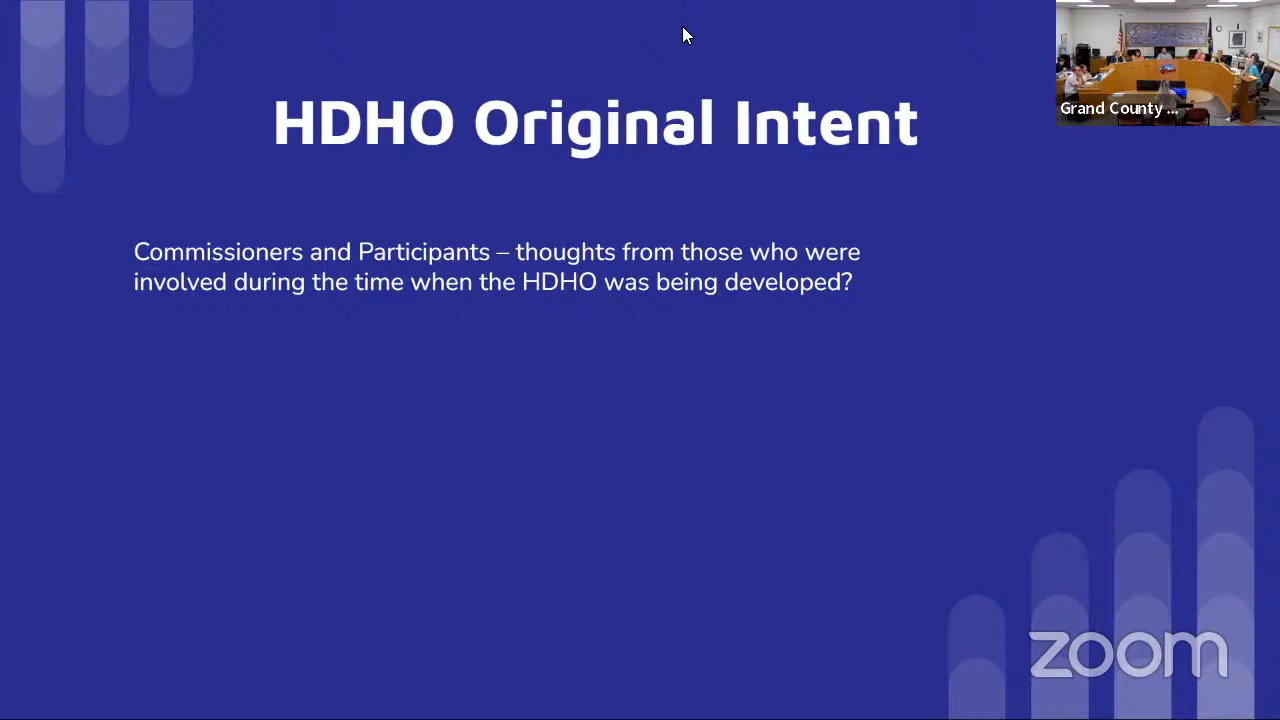 HDHO Original Intent
Grand County ...
Commissioners and Participants – thoughts from those who were
involved during the time when the HDHO was being developed?
zoom